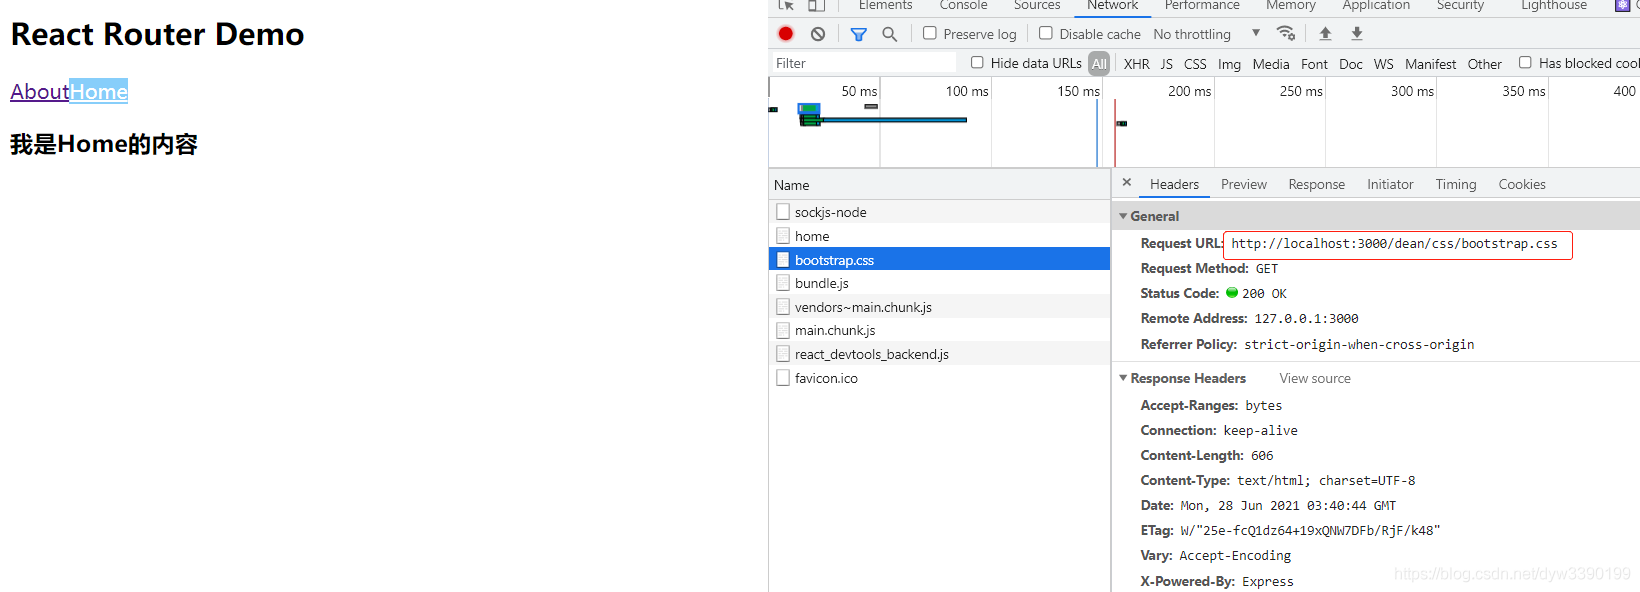 React Router Demo
AboutHome
我是Home的内容
Elements Console Sources Network Performance Memory Application Security Lighthouse
Preserve log Disable cache No throttling
Filter Hide data URLs All XHR JS CSS Img Media Font Doc WS Manifest Other Has blocked cool
50 ms 100 ms 150 ms 200 ms 250 ms 300 ms 350 ms 400
Name
sockjs-node
home
bootstrap.css
bundle.js
vendors~main.chunk.js
main.chunk.js
react_devtools_backend.js
favicon.ico
× Headers Preview Response Initiator Timing Cookies
General
Request URL: http://localhost:3000/dean/css/bootstrap.css
Request Method: GET
Status Code: 200 OK
Remote Address: 127.0.0.1:3000
Referrer Policy: strict-origin-when-cross-origin
Response Headers View source
Accept-Ranges: bytes
Connection: keep-alive
Content-Length: 606
Content-Type: text/html; charset=UTF-8
Date: Mon, 28 Jun 2021 03:40:44 GMT
ETag: W/"25e-fcQ1dz64+19xQNW7DFb/RjF/k48"
Vary: Accept-Encoding
X-Powered-By: Express
https://blog.csdn.net/dyw3390199